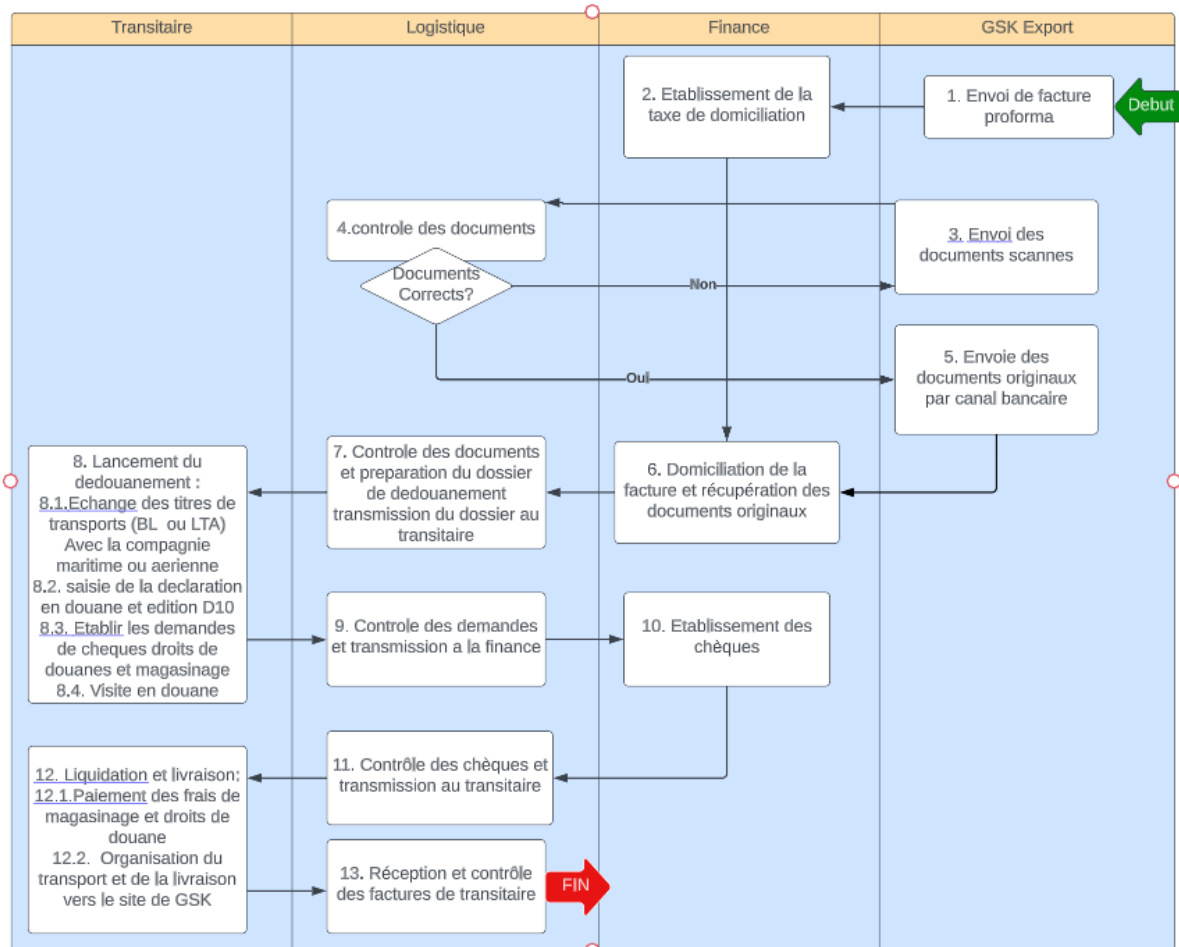 Transitaire
Logistique
Finance
GSK Export
1. Envoi de facture
proforma
Debut
2. Etablissement de la
taxe de domiciliation
3. Envoi des
documents scannes
4.controle des documents
Documents
Corrects?
Non
Oui
5. Envoie des
documents originaux
par canal bancaire
6. Domiciliation de la
facture et récupération des
documents originaux
7. Controle des documents
et preparation du dossier
de dedouanement
transmission du dossier au
transitaire
8. Lancement du
dedouanement :
8.1.Echange des titres de
transports (BL ou LTA)
Avec la compagnie
maritime ou aerienne
8.2. saisie de la declaration
en douane et edition D10
8.3. Etablir les demandes
de cheques droits de
douanes et magasinage
8.4. Visite en douane
9. Controle des demandes
et transmission a la finance
10. Etablissement des
chèques
11. Contrôle des chèques et
transmission au transitaire
12. Liquidation et livraison:
12.1.Paiement des frais de
magasinage et droits de
douane
12.2. Organisation du
transport et de la livraison
vers le site de GSK
13. Réception et contrôle
des factures de transitaire
FIN